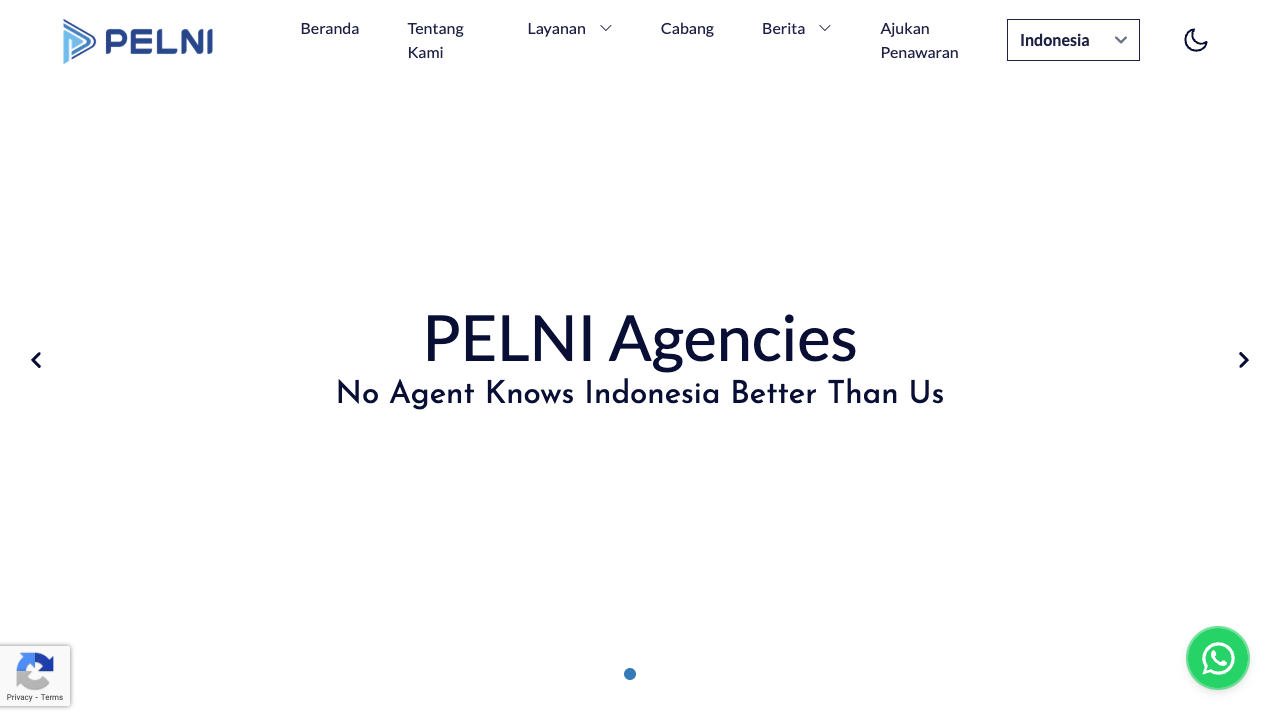 PELNI
Beranda
Tentang
Kami
Layanan
Cabang
Berita
Ajukan
Penawaran
Indonesia
PELNI Agencies
No Agent Knows Indonesia Better Than Us
Privacy - Terms